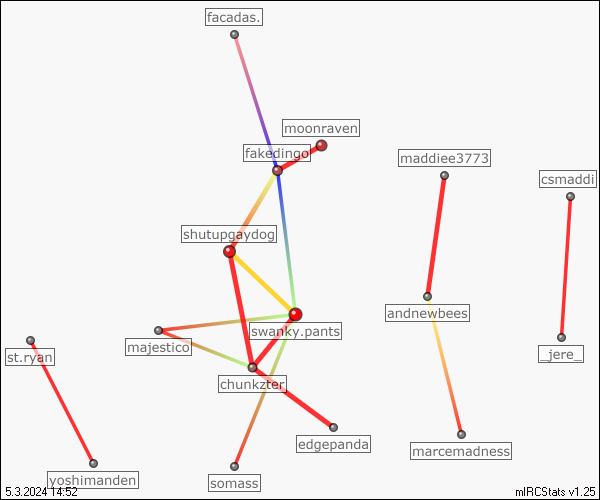 facadas.
moonraven
fakedingo
maddiee3773
csmaddi
shutupgaydog
andnewbees
swanky.pants
majestico
_jere_
st.ryan
chunkzter
edgepanda
marcemadness
yoshimanden
somass
5.3.2024 14:52
mIRCStats v1.25